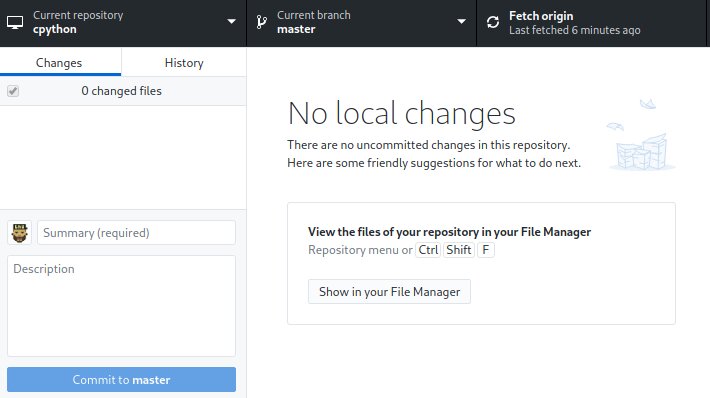 Current repository
cpython
Current branch
master
Fetch origin
Last fetched 6 minutes ago
Changes
History
0 changed files
No local changes
There are no uncommitted changes in this repository.
Here are some friendly suggestions for what to do next.
View the files of your repository in your File Manager
Repository menu or Ctrl Shift F
Show in your File Manager
Summary (required)
Description
Commit to master